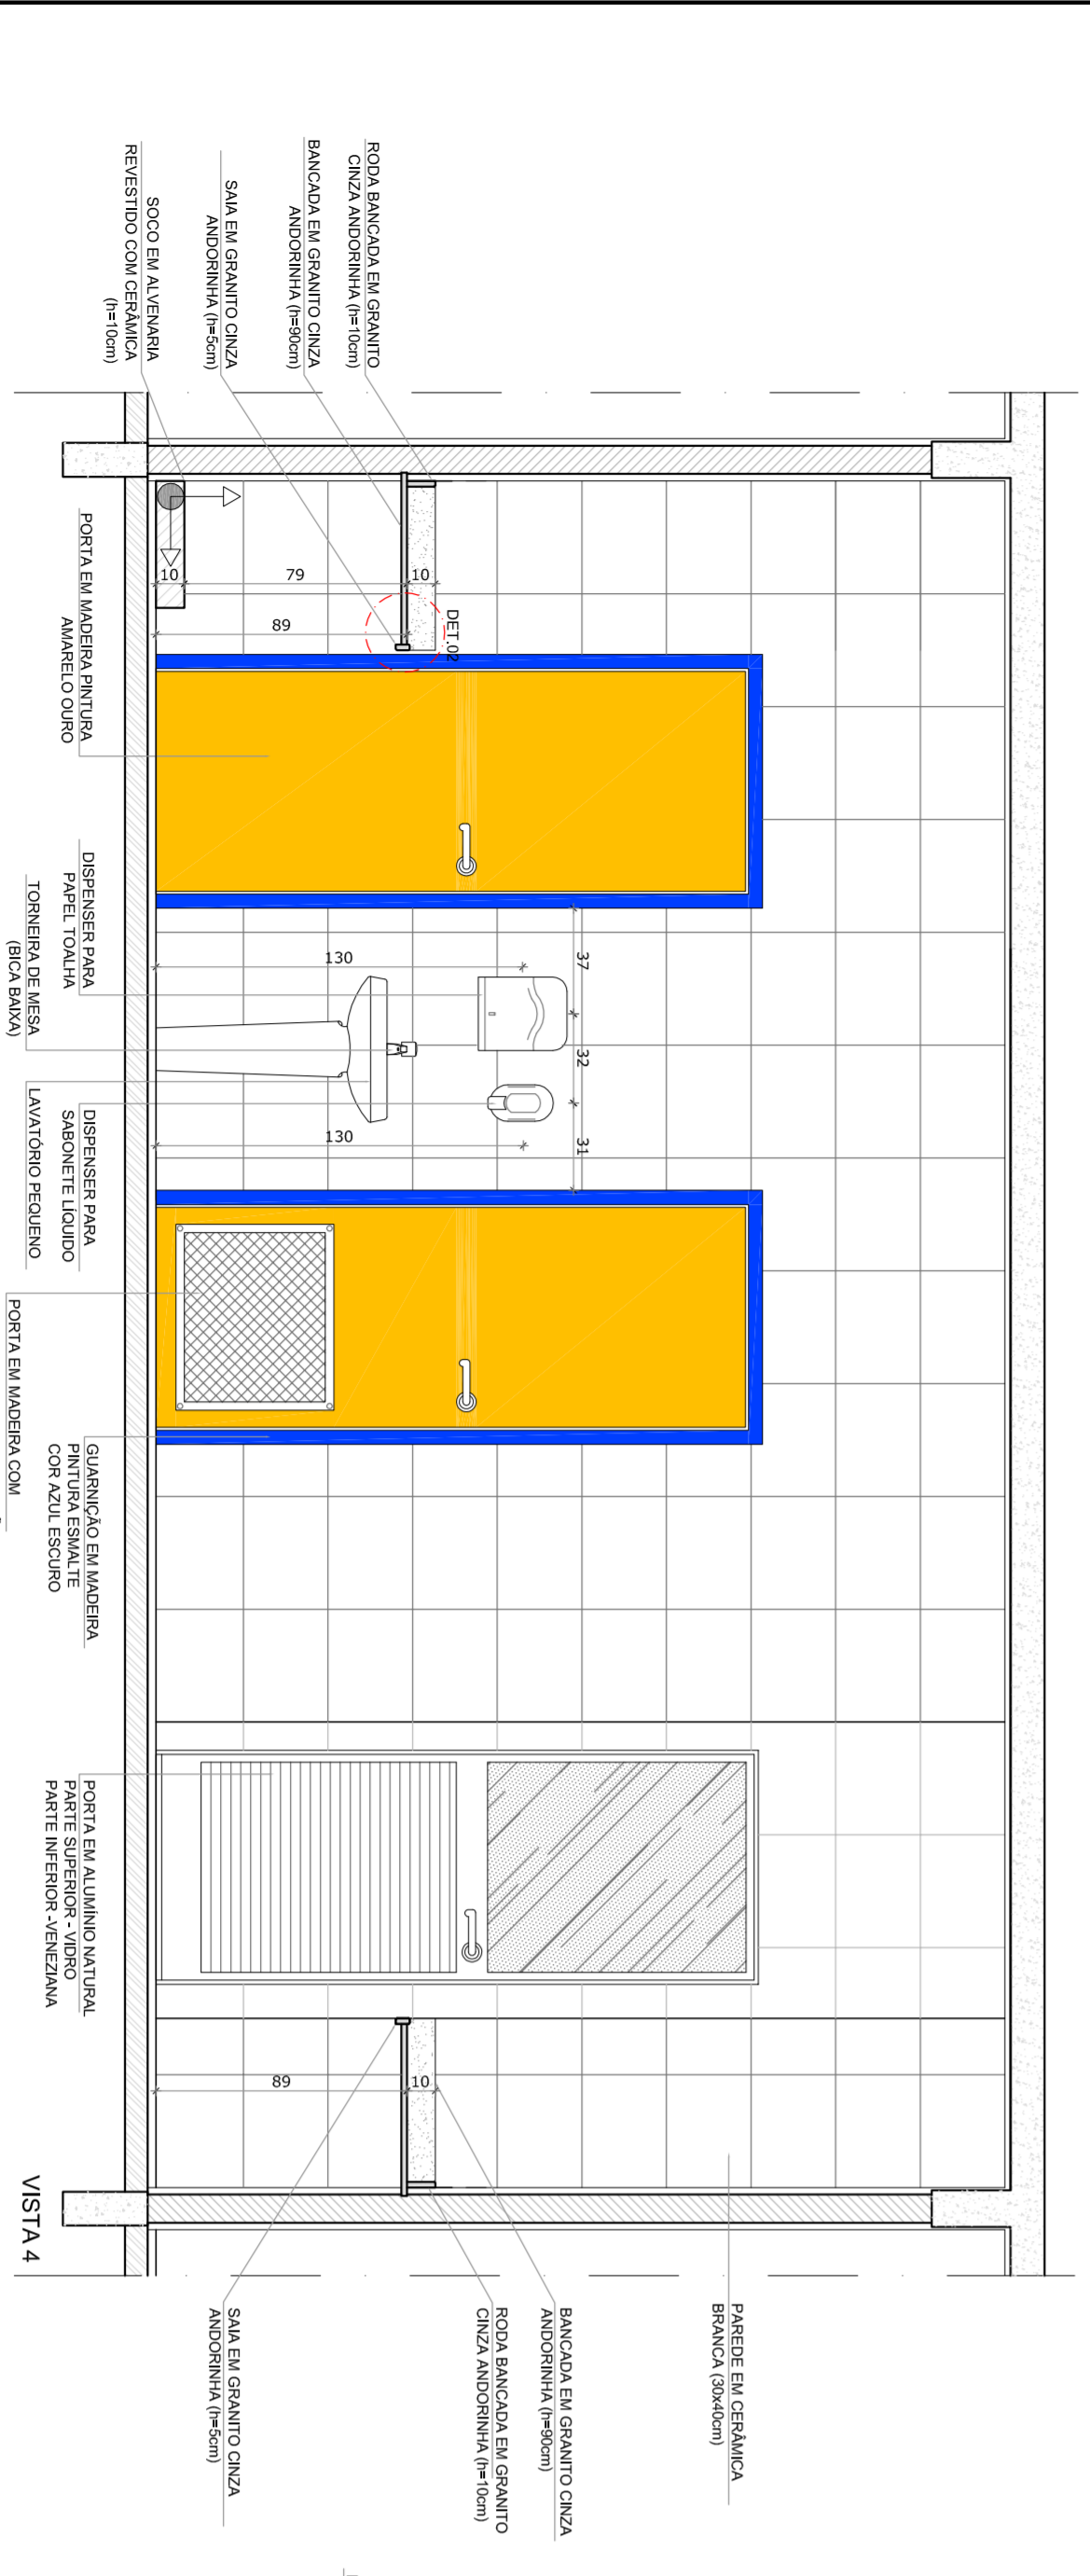 RODA BANCADA EM GRANITO
CINZA ANDORINHA (h=10cm)
BANCADA EM GRANITO CINZA
ANDORINHA (h=90cm)
SAIA EM GRANITO CINZA
ANDORINHA (h=5cm)
SOCO EM ALVENARIA
REVESTIDO COM CERÂMICA
(h=10cm)
10
79
10
89
DET.02
37
32
31
130
130
89
10
PORTA EM MADEIRA PINTURA
AMARELO OURO
DISPENSER PARA
PAPEL TOALHA
TORNEIRA DE MESA
(BICA BAIXA)
DISPENSER PARA
SABONETE LÍQUIDO
LAVATÓRIO PEQUENO
PORTA EM MADEIRA COM
GUARNIÇÃO EM MADEIRA
PINTURA ESMALTE
COR AZUL ESCURO
PORTA EM ALUMÍNIO NATURAL
PARTE SUPERIOR - VIDRO
PARTE INFERIOR -VENEZIANA
PAREDE EM CERÂMICA
BRANCA (30x40cm)
BANCADA EM GRANITO CINZA
ANDORINHA (h=90cm)
RODA BANCADA EM GRANITO
CINZA ANDORINHA (h=10cm)
SAIA EM GRANITO CINZA
ANDORINHA (h=5cm)
VISTA 4